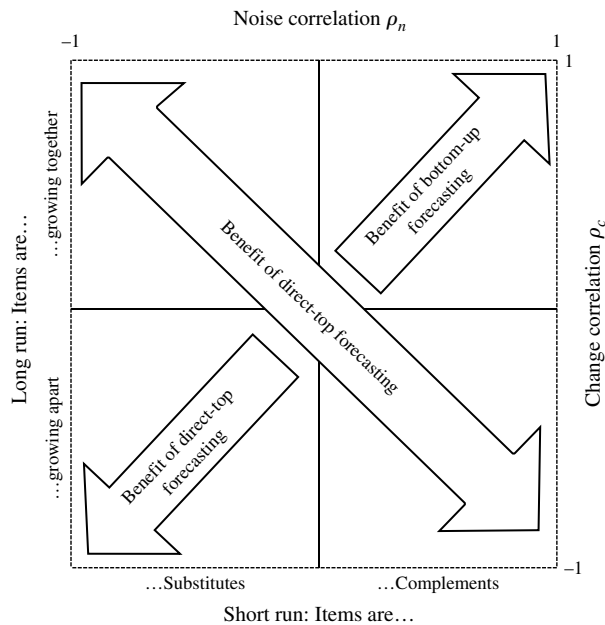 Noise correlation ρn
–1
1
1
Long run: Items are…
…growing together
…growing apart
Benefit of bottom-up
forecasting
Benefit of direct-top forecasting
Benefit of direct-top
forecasting
Change correlation ρc
–1
…Substitutes
…Complements
Short run: Items are…